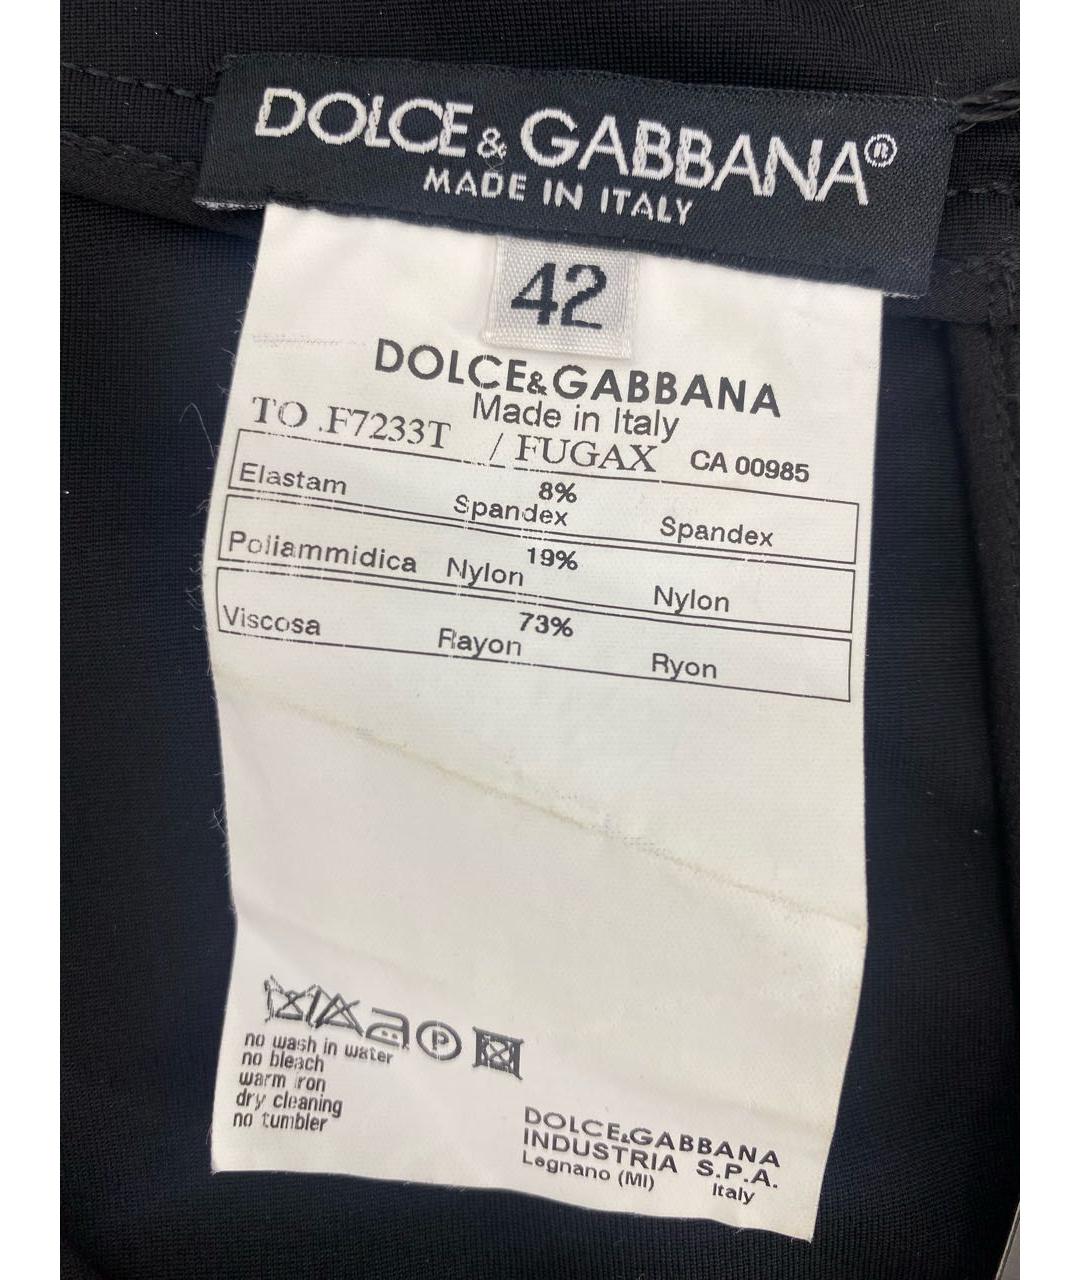 DOLCE&GABBANA®
MADE IN ITALY
42
DOLCE&GABBANA
Made in Italy
TO .F7233T / FUGAX CA 00985
Elastam 8% Spandex Spandex
Poliammidica 19% Nylon Nylon
Viscosa 73% Rayon Ryon
P
no wash in water
no bleach
warm iron
dry cleaning
no tumbler
DOLCE&GABBANA
INDUSTRIA S.P.A.
Legnano (MI) Italy